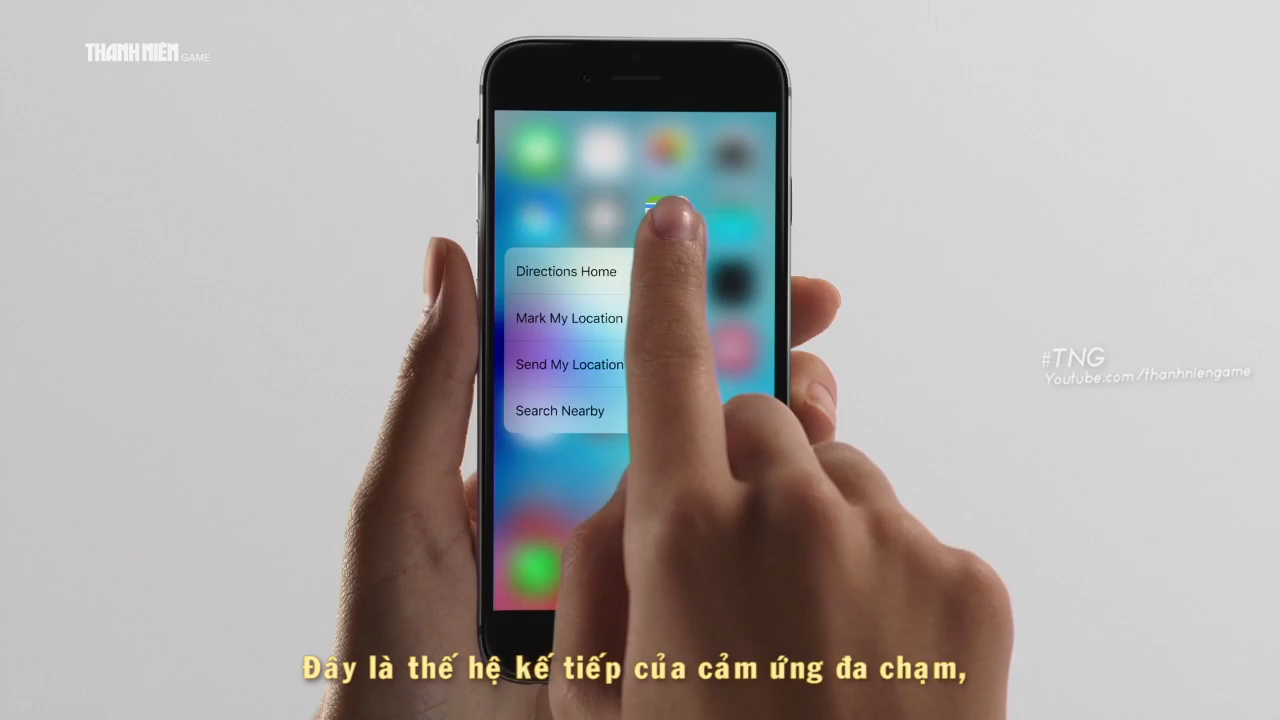 THANH NIÊN GAME
Directions Home
Mark My Location
Send My Location
Search Nearby
#TNG
Youtube.com/thanhniengame
Đây là thế hệ kế tiếp của cảm ứng đa chạm,